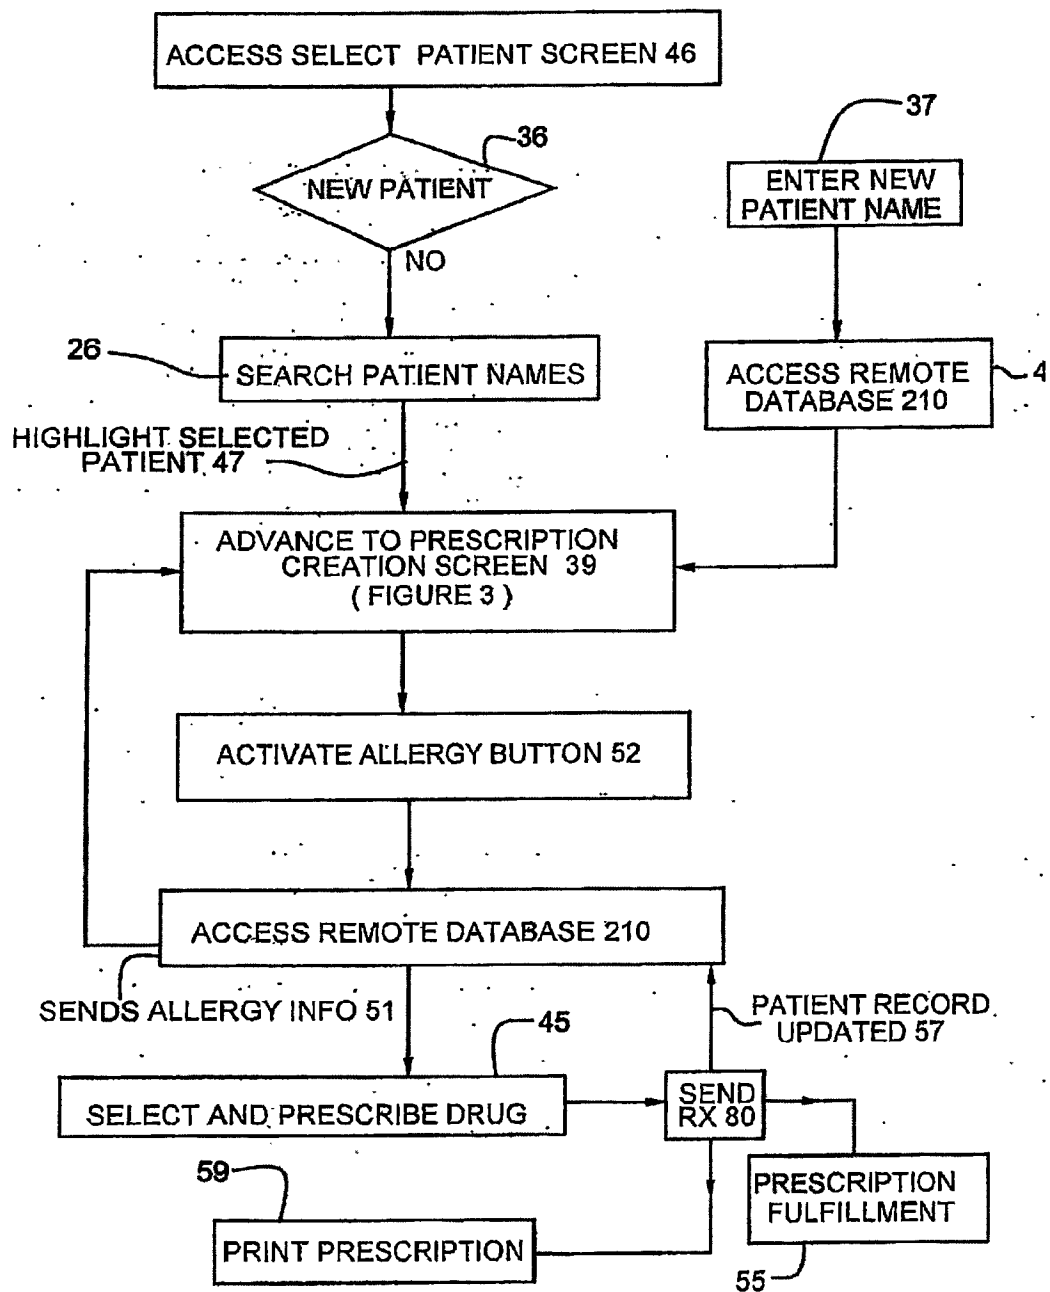 ACCESS SELECT PATIENT SCREEN 46
36
NEW PATIENT
NO
37
ENTER NEW
PATIENT NAME
26
SEARCH PATIENT NAMES
ACCESS REMOTE
DATABASE 210
4
HIGHLIGHT SELECTED
PATIENT 47
ADVANCE TO PRESCRIPTION
CREATION SCREEN 39
( FIGURE 3 )
ACTIVATE ALLERGY BUTTON 52
ACCESS REMOTE DATABASE 210
SENDS ALLERGY INFO 51
PATIENT RECORD
UPDATED 57
45
SELECT AND PRESCRIBE DRUG
SEND
RX 80
59
PRINT PRESCRIPTION
PRESCRIPTION
FULFILLMENT
55